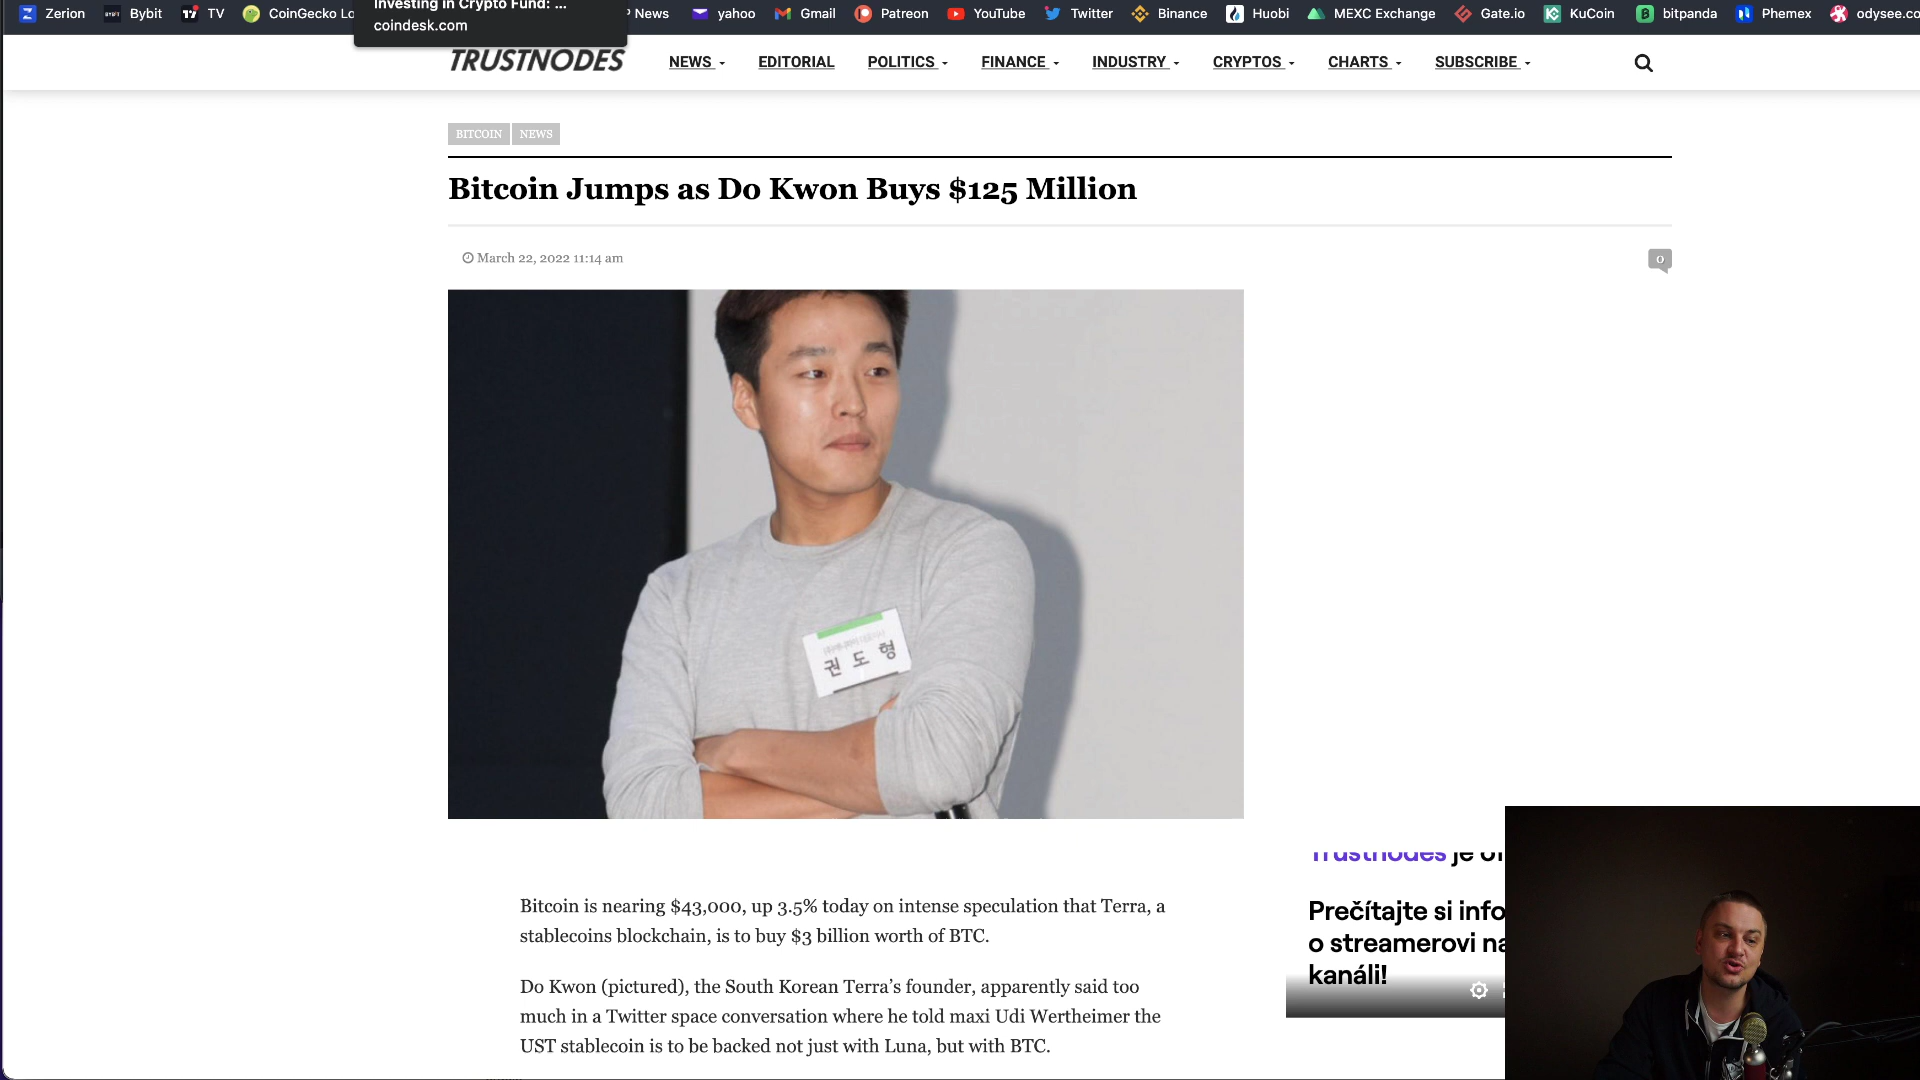 Investing in Crypto Fund: ...
coindesk.com
Zerion
Bybit
TV
CoinGecko Lo
News
yahoo
Gmail
Patreon
YouTube
Twitter
Binance
Huobi
MEXC Exchange
Gate.io
KuCoin
bitpanda
Phemex
odysee.co
TRUSTNODES
NEWS
EDITORIAL
POLITICS
FINANCE
INDUSTRY
CRYPTOS
CHARTS
SUBSCRIBE
BITCOIN
NEWS
Bitcoin Jumps as Do Kwon Buys $125 Million
March 22, 2022 11:14 am
0
권도형
Bitcoin is nearing $43,000, up 3.5% today on intense speculation that Terra, a
stablecoins blockchain, is to buy $3 billion worth of BTC.
Do Kwon (pictured), the South Korean Terra’s founder, apparently said too
much in a Twitter space conversation where he told maxi Udi Wertheimer the
UST stablecoin is to be backed not just with Luna, but with BTC.
Trustnodes je
Prečítajte si info
o streamerovi na
kanáli!